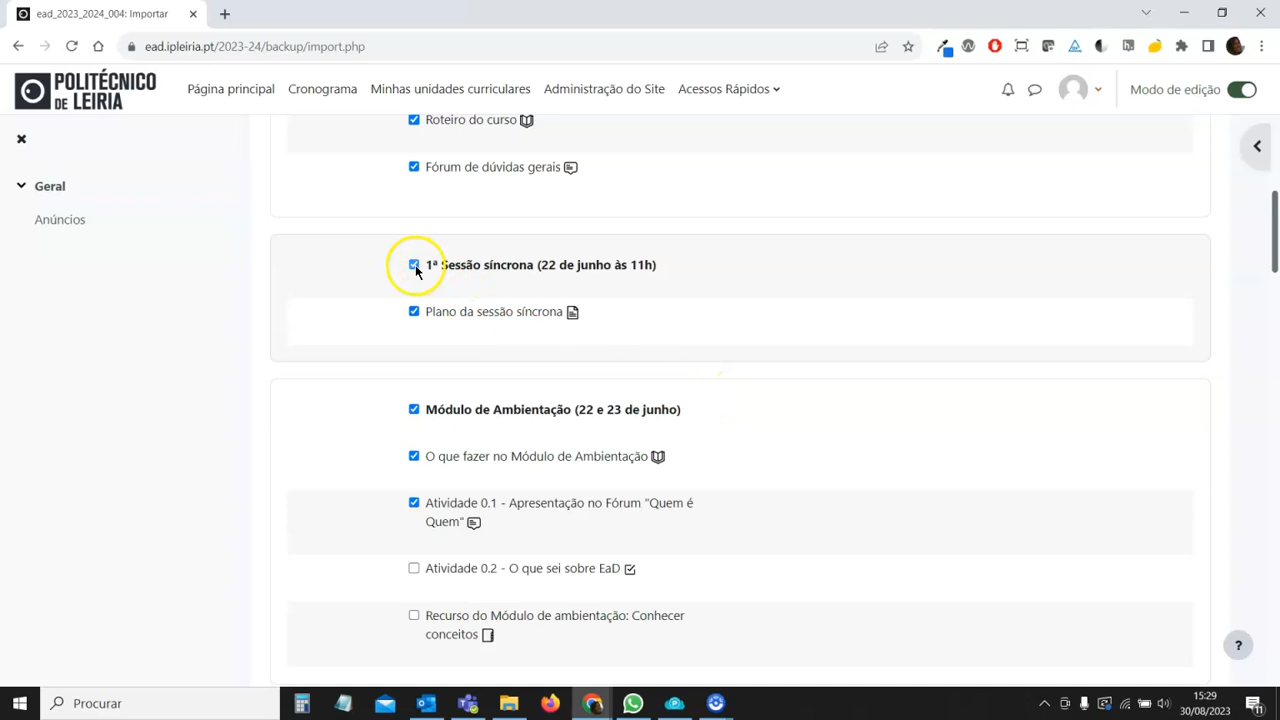 ead_2023_2024_004: Importar
ead.ipleiria.pt/2023-24/backup/import.php
POLITÉCNICO
DE LEIRIA
Página principal
Cronograma
Minhas unidades curriculares
Administração do Site
Acessos Rápidos
Modo de edição
Geral
Anúncios
Roteiro do curso
Fórum de dúvidas gerais
1ª Sessão síncrona (22 de junho às 11h)
Plano da sessão síncrona
Módulo de Ambientação (22 e 23 de junho)
O que fazer no Módulo de Ambientação
Atividade 0.1 - Apresentação no Fórum "Quem é
Quem"
Atividade 0.2 - O que sei sobre EaD
Recurso do Módulo de ambientação: Conhecer
conceitos
?
Procurar
15:29
30/08/2023